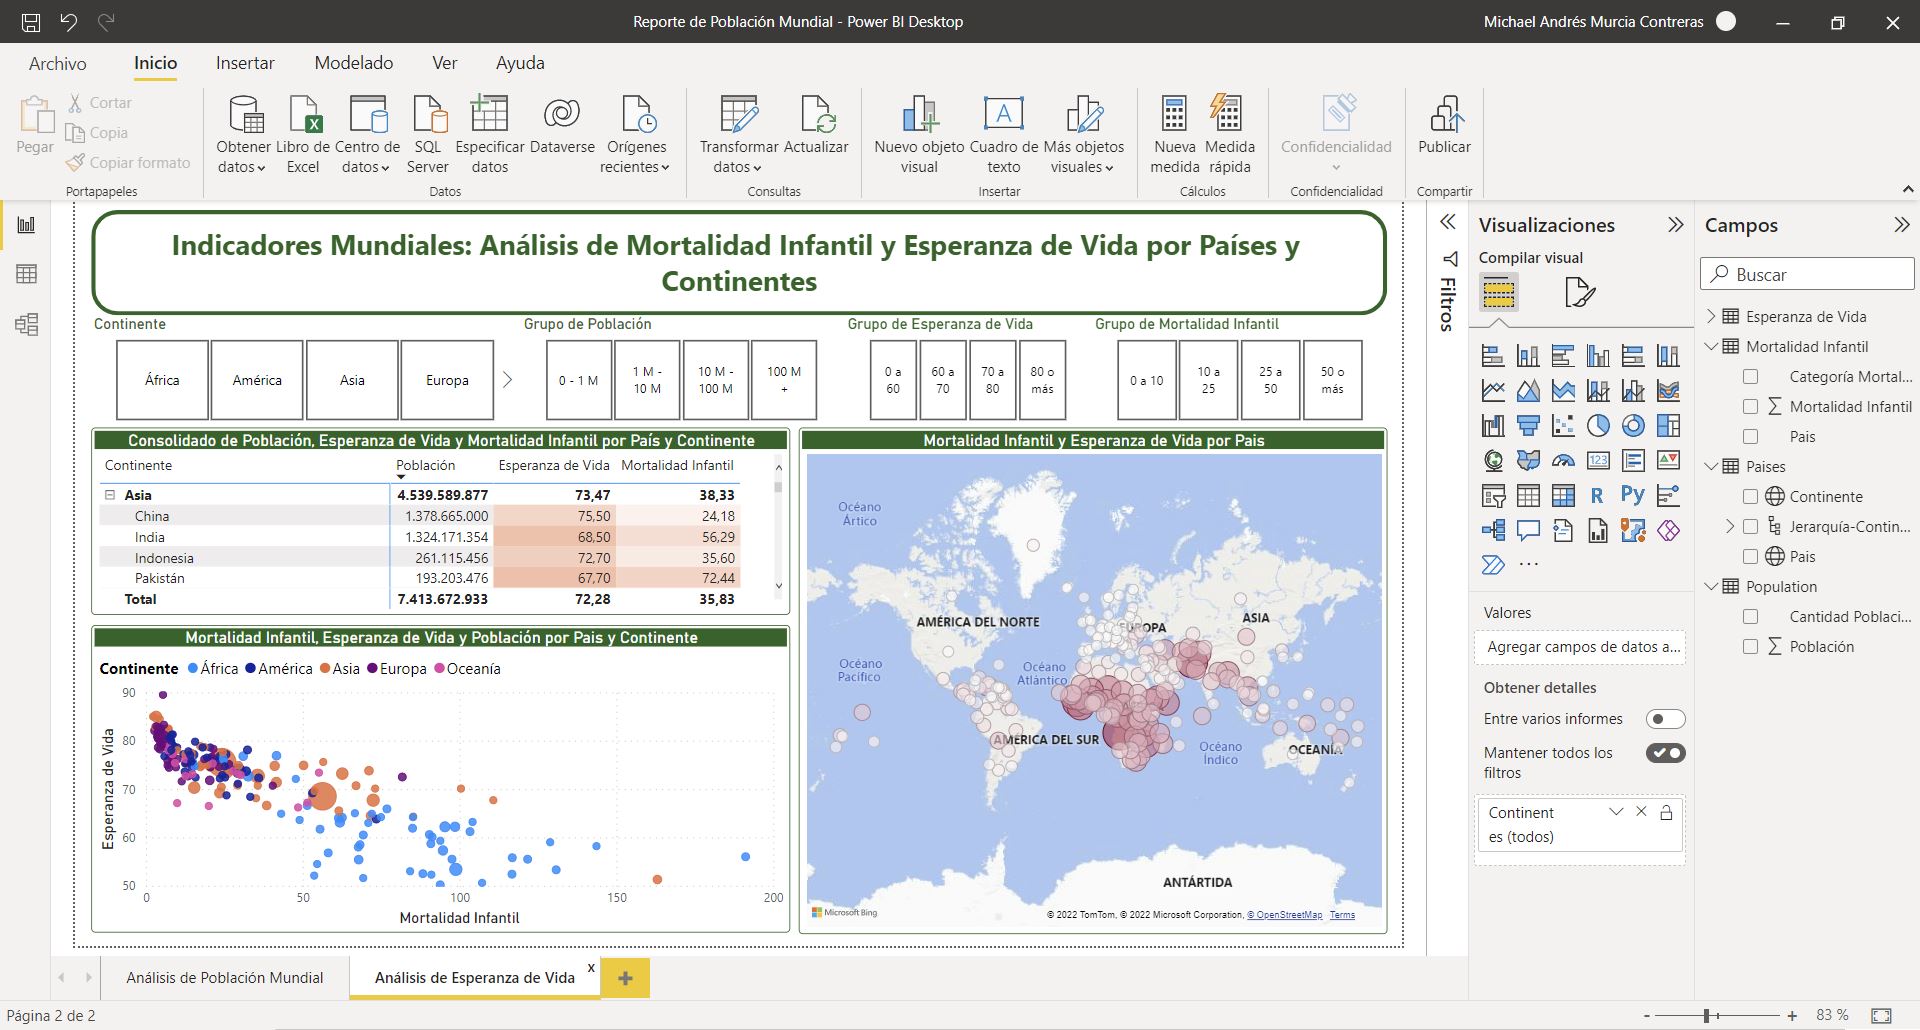 Reporte de Población Mundial - Power BI Desktop
Michael Andrés Murcia Contreras
Archivo
Inicio
Insertar
Modelado
Ver
Ayuda
Pegar
Cortar
Copia
Copiar formato
Portapapeles
Obtener
datos
Libro de
Excel
Centro de
datos
SQL
Server
Especificar
datos
Dataverse
Orígenes
recientes
Datos
Transformar
datos
Actualizar
Consultas
Nuevo objeto
visual
Cuadro de
texto
Más objetos
visuales
Insertar
Nueva
medida
Medida
rápida
Cálculos
Confidencialidad
Confidencialidad
Publicar
Compartir
Indicadores Mundiales: Análisis de Mortalidad Infantil y Esperanza de Vida por Países y
Continentes
Continente
África
América
Asia
Europa
Grupo de Población
0 - 1 M
1 M -
10 M
10 M -
100 M
100 M
+
Grupo de Esperanza de Vida
0 a
60
60 a
70
70 a
80
80 o
más
Grupo de Mortalidad Infantil
0 a 10
10 a
25
25 a
50
50 o
más
Consolidado de Población, Esperanza de Vida y Mortalidad Infantil por País y Continente
Continente Población Esperanza de Vida Mortalidad Infantil
Asia 4.539.589.877 73,47 38,33
China 1.378.665.000 75,50 24,18
India 1.324.171.354 68,50 56,29
Indonesia 261.115.456 72,70 35,60
Pakistán 193.203.476 67,70 72,44
Total 7.413.672.933 72,28 35,83
Mortalidad Infantil, Esperanza de Vida y Población por Pais y Continente
Continente África América Asia Europa Oceanía
Esperanza de Vida
90
80
70
60
50
0 50 100 150 200
Mortalidad Infantil
Mortalidad Infantil y Esperanza de Vida por Pais
Océano
Ártico
AMÉRICA DEL NORTE
EUROPA
ASIA
Océano
Pacífico
Océano
Atlántico
AMÉRICA DEL SUR
Océano
Índico
OCEANÍA
ANTÁRTIDA
Microsoft Bing
© 2022 TomTom, © 2022 Microsoft Corporation, © OpenStreetMap Terms
Filtros
Visualizaciones
Compilar visual
R
Py
123
Valores
Agregar campos de datos a...
Obtener detalles
Entre varios informes
Mantener todos los
filtros
Continent
es (todos)
Campos
Buscar
Esperanza de Vida
Mortalidad Infantil
Categoría Mortal...
Mortalidad Infantil
Pais
Paises
Continente
Jerarquía-Contin...
Pais
Population
Cantidad Poblaci...
Población
Análisis de Población Mundial
Análisis de Esperanza de Vida
x
+
Página 2 de 2
- + 83 %